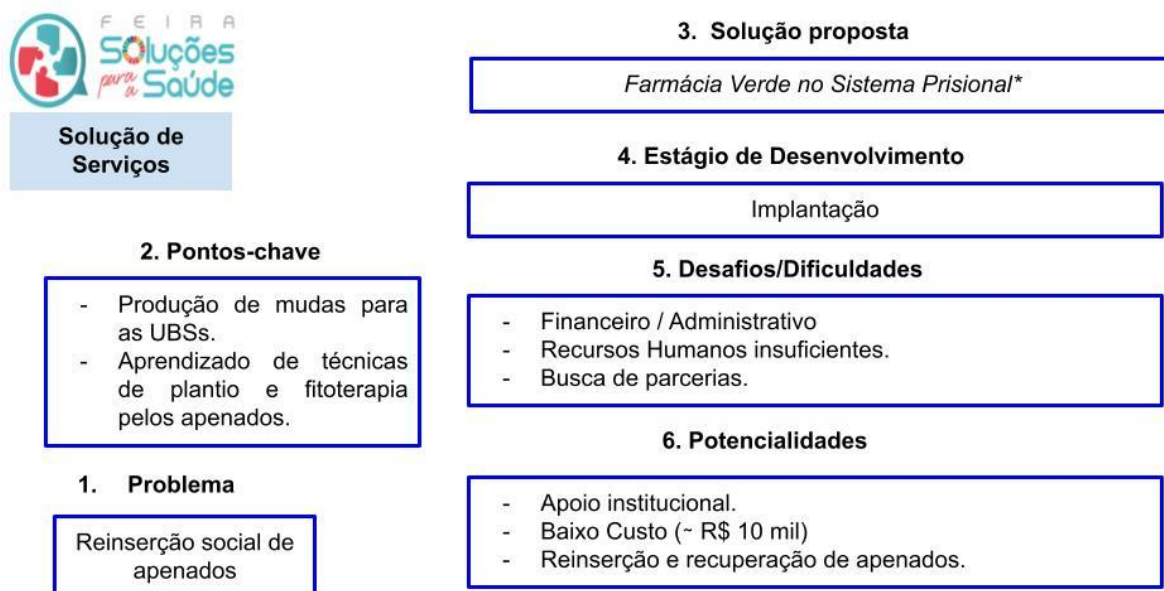 FEIRA
SOluções
para a Saúde
Solução de
Serviços
2. Pontos-chave
- Produção de mudas para
as UBSs.
- Aprendizado de técnicas
de plantio e fitoterapia
pelos apenados.
1. Problema
Reinserção social de
apenados
3. Solução proposta
Farmácia Verde no Sistema Prisional*
4. Estágio de Desenvolvimento
Implantação
5. Desafios/Dificuldades
- Financeiro / Administrativo
- Recursos Humanos insuficientes.
- Busca de parcerias.
6. Potencialidades
- Apoio institucional.
- Baixo Custo (~ R$ 10 mil)
- Reinserção e recuperação de apenados.